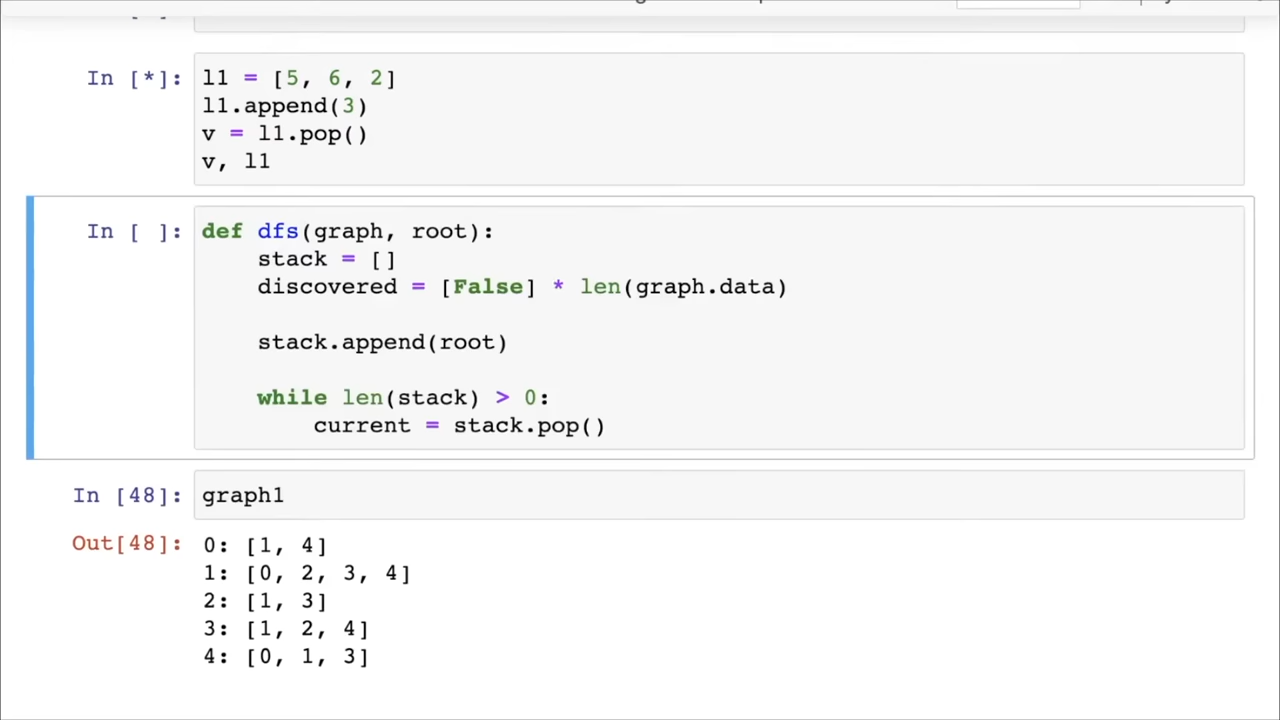 In [*]: l1 = [5, 6, 2]
l1.append(3)
v = l1.pop()
v, l1
In [ ]: def dfs(graph, root):
    stack = []
    discovered = [False] * len(graph.data)
    stack.append(root)
    while len(stack) > 0:
        current = stack.pop()
In [48]: graph1
Out[48]: 0: [1, 4]
1: [0, 2, 3, 4]
2: [1, 3]
3: [1, 2, 4]
4: [0, 1, 3]